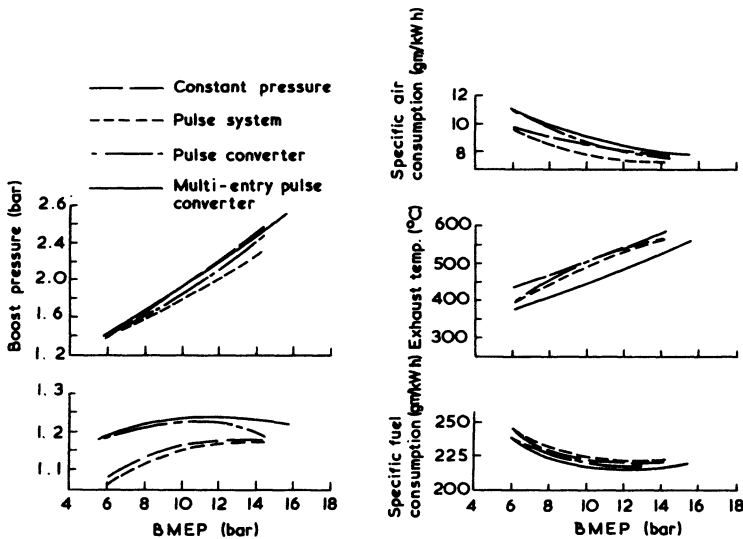 Constant pressure
Pulse system
Pulse converter
Multi-entry pulse
converter
Boost pressure (bar)
2.6
2.4
2.0
1.6
1.2
1.3
1.2
1.1
4 6 8 10 12 14 16 18
BMEP (bar)
Specific air
consumption (gm/kWh)
12
10
8
Exhaust temp. (°C)
600
500
400
300
Specific fuel
consumption (gm/kWh)
250
225
200
4 6 8 10 12 14 16 18
BMEP (bar)